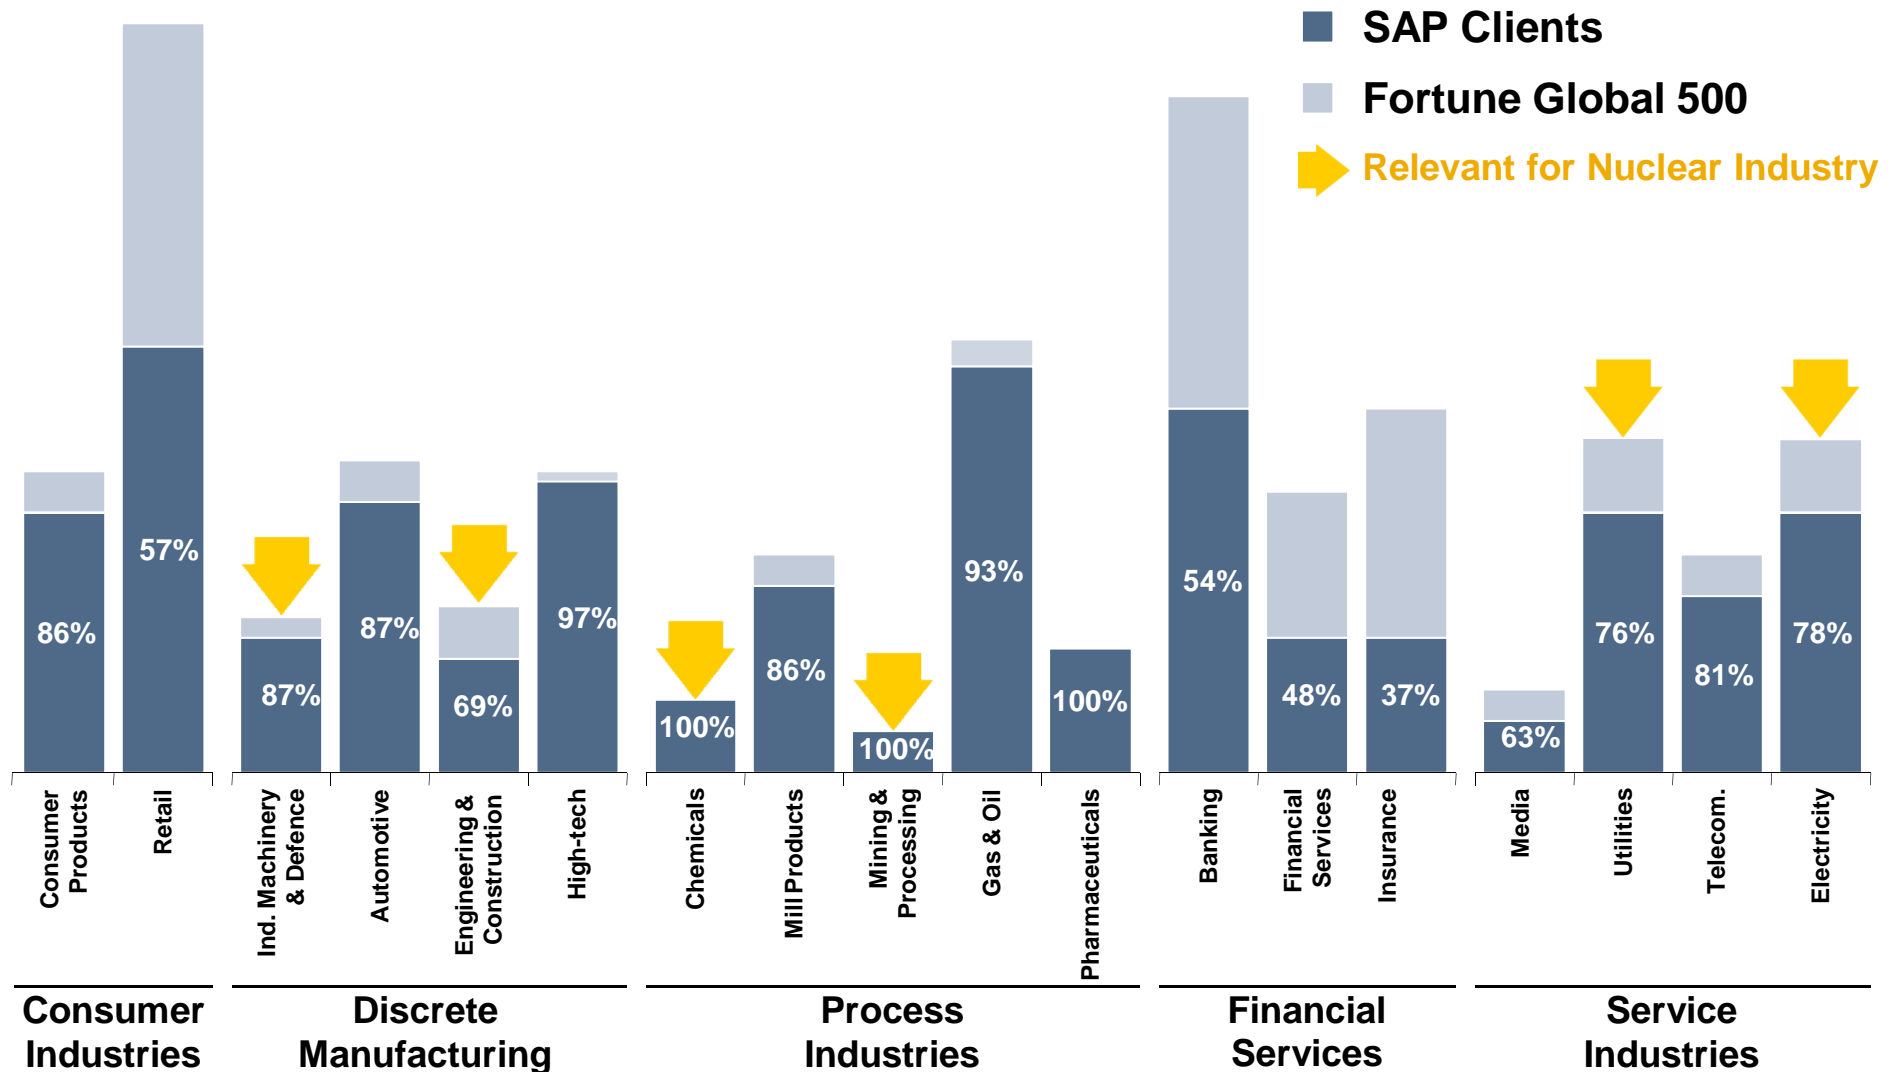 SAP Clients
Fortune Global 500
Relevant for Nuclear Industry
86%
57%
87%
87%
69%
97%
100%
86%
100%
93%
100%
54%
48%
37%
63%
76%
81%
78%
Consumer
Products
Retail
Ind. Machinery
& Defence
Automotive
Engineering &
Construction
High-tech
Chemicals
Mill Products
Mining &
Processing
Gas & Oil
Pharmaceuticals
Banking
Financial
Services
Insurance
Media
Utilities
Telecom.
Electricity
Consumer
Industries
Discrete
Manufacturing
Process
Industries
Financial
Services
Service
Industries